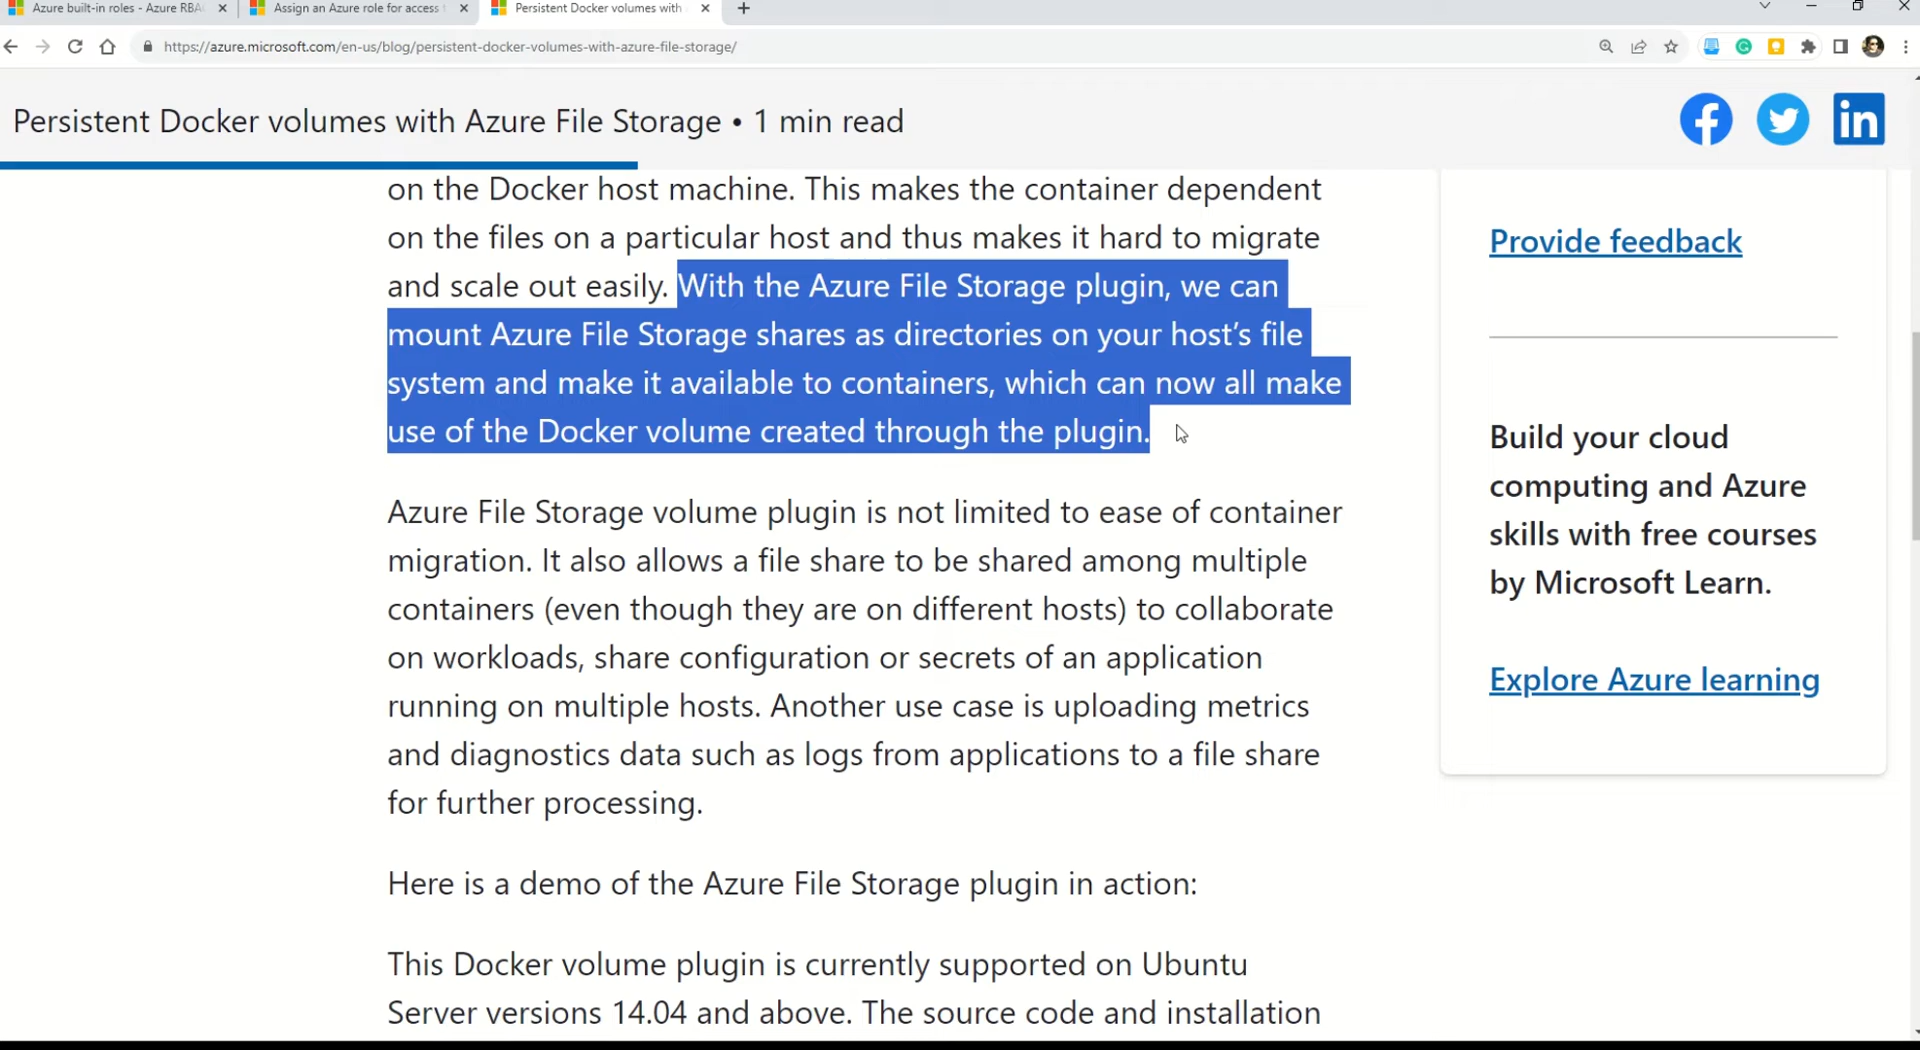 Azure built-in roles - Azure RBA
Assign an Azure role for access
Persistent Docker volumes with
https://azure.microsoft.com/en-us/blog/persistent-docker-volumes-with-azure-file-storage/
Persistent Docker volumes with Azure File Storage • 1 min read
on the Docker host machine. This makes the container dependent
on the files on a particular host and thus makes it hard to migrate
and scale out easily. With the Azure File Storage plugin, we can
mount Azure File Storage shares as directories on your host’s file
system and make it available to containers, which can now all make
use of the Docker volume created through the plugin.
Azure File Storage volume plugin is not limited to ease of container
migration. It also allows a file share to be shared among multiple
containers (even though they are on different hosts) to collaborate
on workloads, share configuration or secrets of an application
running on multiple hosts. Another use case is uploading metrics
and diagnostics data such as logs from applications to a file share
for further processing.
Here is a demo of the Azure File Storage plugin in action:
This Docker volume plugin is currently supported on Ubuntu
Server versions 14.04 and above. The source code and installation
Provide feedback
Build your cloud
computing and Azure
skills with free courses
by Microsoft Learn.
Explore Azure learning